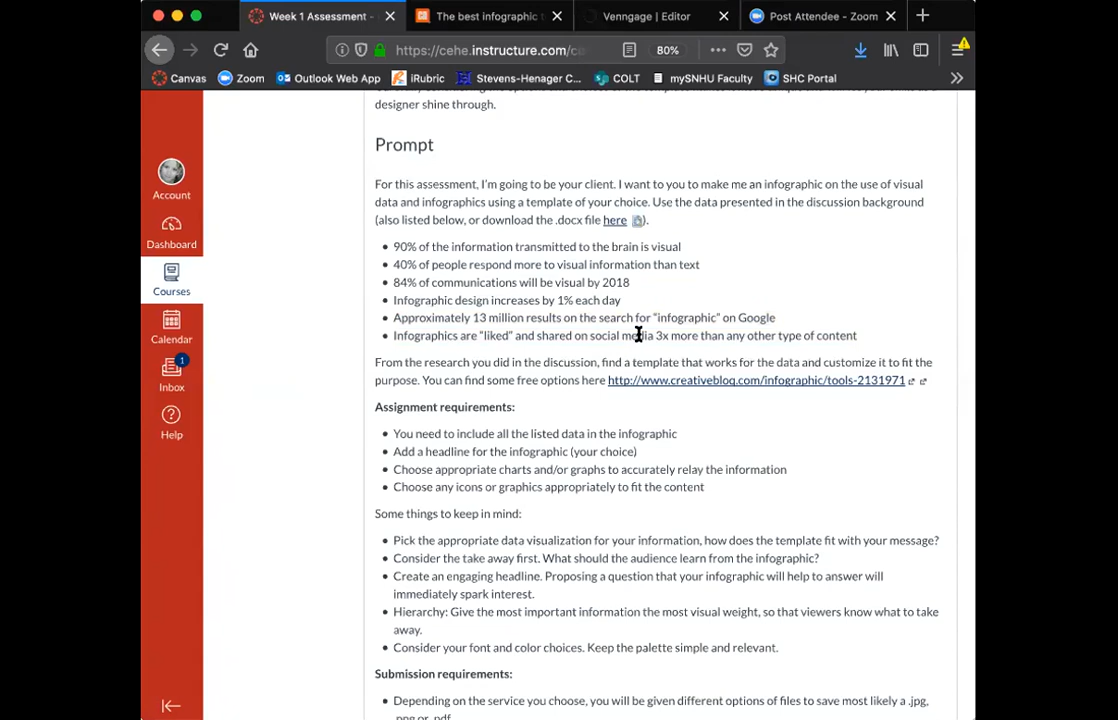 Week 1 Assessment -
The best infographic t
Venngage | Editor
Post Attendee - Zoom
https://cehe.instructure.com/co
80%
Canvas
Zoom
Outlook Web App
iRubric
Stevens-Henager C...
COLT
mySNHU Faculty
SHC Portal
designer shine through.
Account
Dashboard
Courses
Calendar
1
Inbox
Help
Prompt
For this assessment, I'm going to be your client. I want to you to make me an infographic on the use of visual
data and infographics using a template of your choice. Use the data presented in the discussion background
(also listed below, or download the .docx file here ).
• 90% of the information transmitted to the brain is visual
• 40% of people respond more to visual information than text
• 84% of communications will be visual by 2018
• Infographic design increases by 1% each day
• Approximately 13 million results on the search for "infographic" on Google
• Infographics are "liked" and shared on social media 3x more than any other type of content
From the research you did in the discussion, find a template that works for the data and customize it to fit the
purpose. You can find some free options here http://www.creativebloq.com/infographic/tools-2131971
Assignment requirements:
• You need to include all the listed data in the infographic
• Add a headline for the infographic (your choice)
• Choose appropriate charts and/or graphs to accurately relay the information
• Choose any icons or graphics appropriately to fit the content
Some things to keep in mind:
• Pick the appropriate data visualization for your information, how does the template fit with your message?
• Consider the take away first. What should the audience learn from the infographic?
• Create an engaging headline. Proposing a question that your infographic will help to answer will
immediately spark interest.
• Hierarchy: Give the most important information the most visual weight, so that viewers know what to take
away.
• Consider your font and color choices. Keep the palette simple and relevant.
Submission requirements:
• Depending on the service you choose, you will be given different options of files to save most likely a .jpg,
.png or .pdf